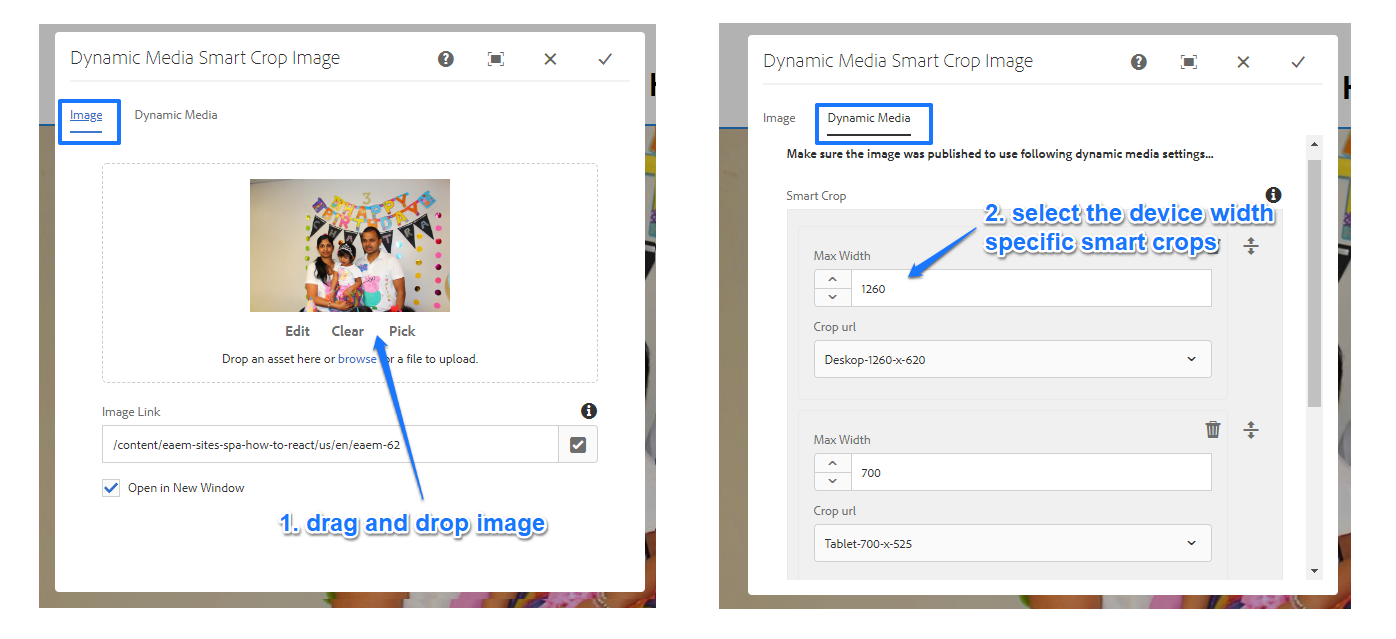 Dynamic Media Smart Crop Image
Image
Dynamic Media
3
HAPPY
BIRTHDAY
Edit
Clear
Pick
Drop an asset here or browse for a file to upload.
Image Link
/content/eaem-sites-spa-how-to-react/us/en/eaem-62
Open in New Window
1. drag and drop image
Dynamic Media Smart Crop Image
Image
Dynamic Media
Make sure the image was published to use following dynamic media settings...
Smart Crop
2. select the device width
specific smart crops
Max Width
1260
Crop url
Deskop-1260-x-620
Max Width
700
Crop url
Tablet-700-x-525